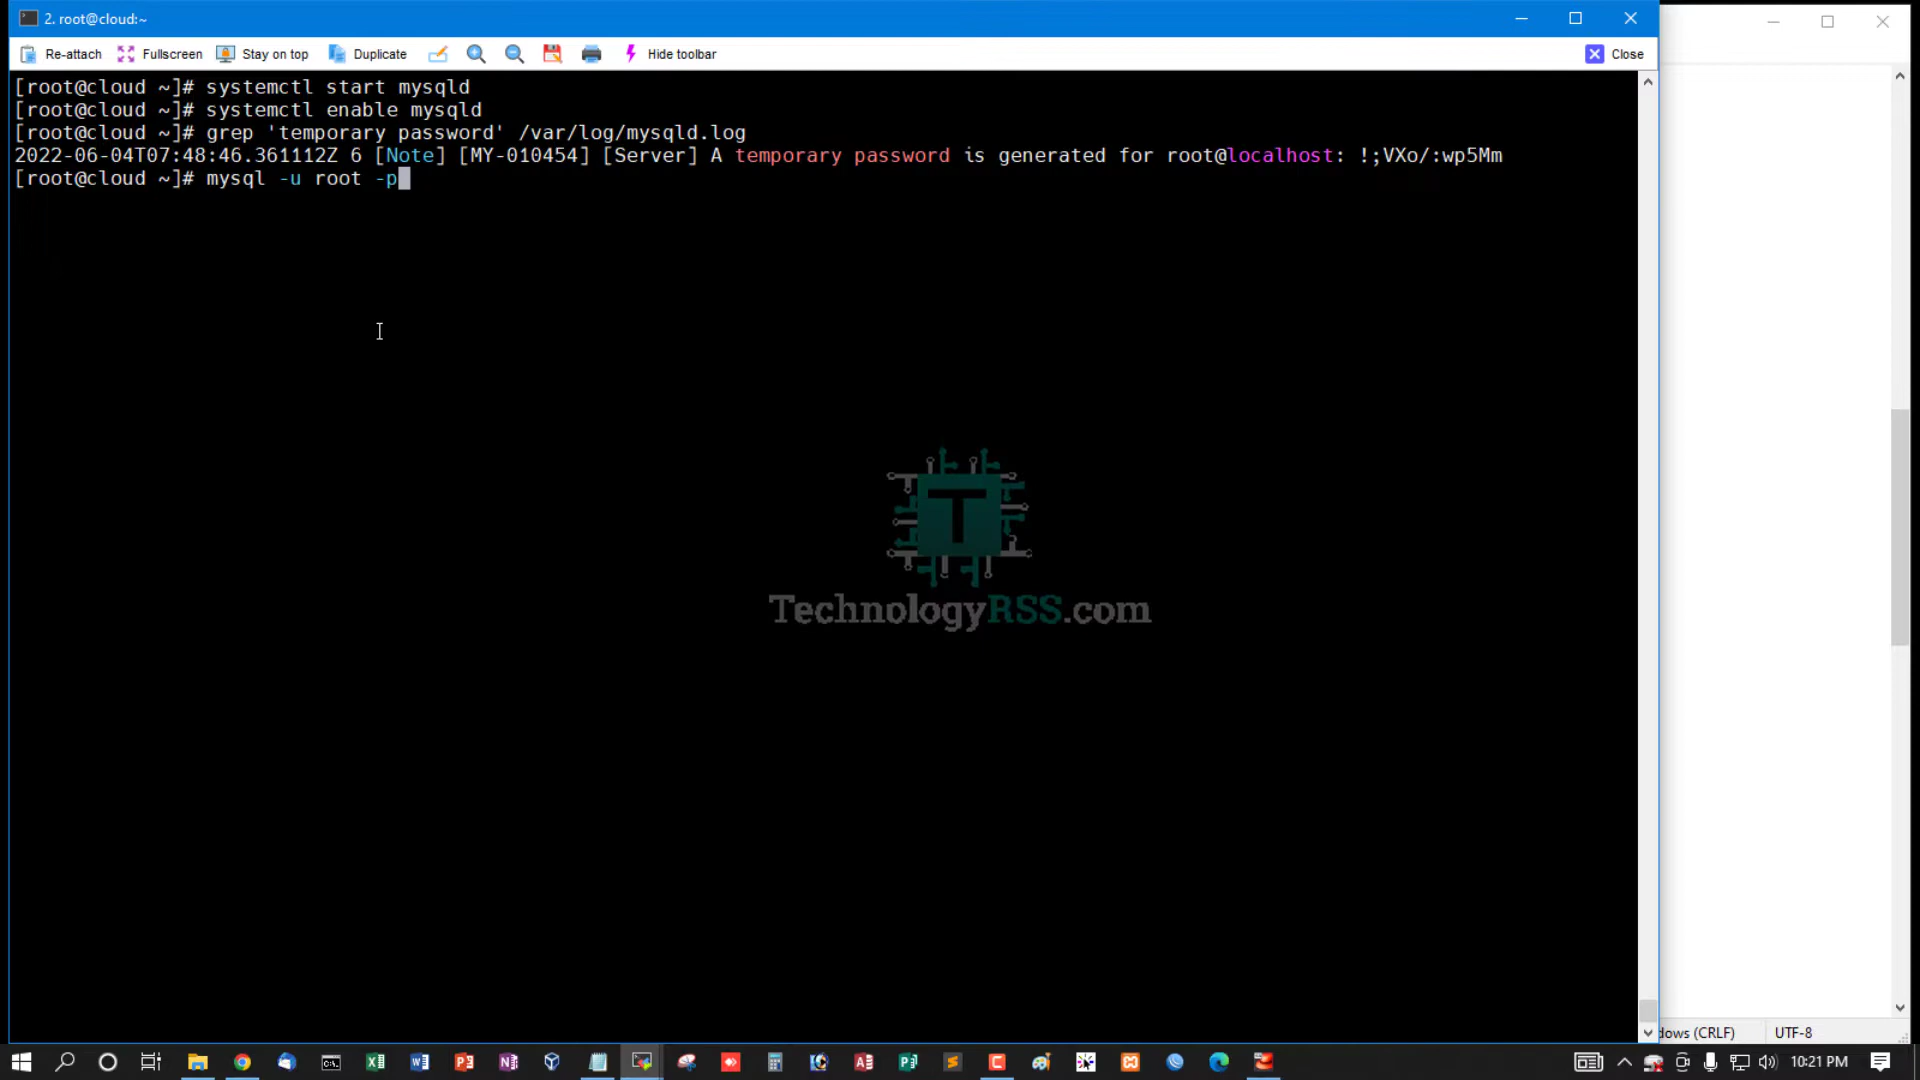 2. root@cloud:~
Re-attach Fullscreen Stay on top Duplicate Hide toolbar Close
[root@cloud ~]# systemctl start mysqld
[root@cloud ~]# systemctl enable mysqld
[root@cloud ~]# grep 'temporary password' /var/log/mysqld.log
2022-06-04T07:48:46.361112Z 6 [Note] [MY-010454] [Server] A temporary password is generated for root@localhost: !;VXo/:wp5Mm
[root@cloud ~]# mysql -u root -p
T
TechnologyRSS.com
dows (CRLF) UTF-8
10:21 PM